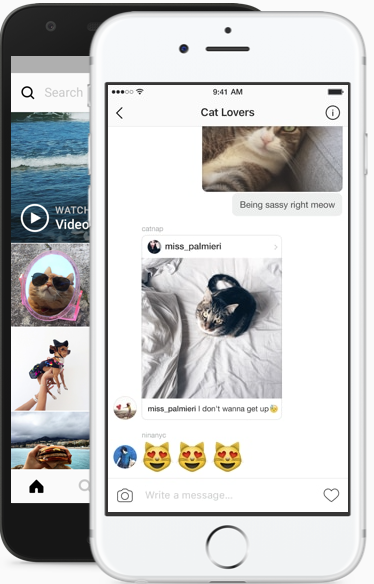 Search
WATCH
Video
9:41 AM
Cat Lovers
Being sassy right meow
catnap
miss_palmieri
miss_palmieri I don't wanna get up😴
ninanyc
😻 😻 😻
Write a message...